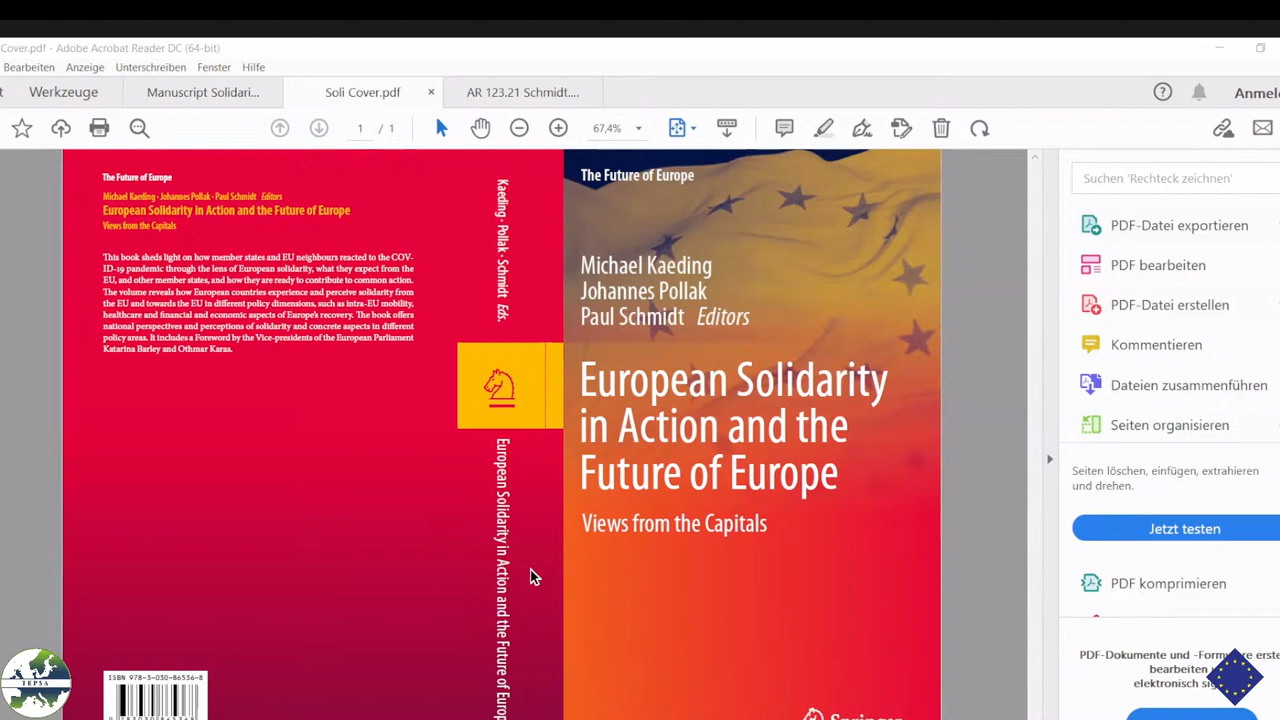 Cover.pdf - Adobe Acrobat Reader DC (64-bit)
Bearbeiten Anzeige Unterschreiben Fenster Hilfe
Werkzeuge
Manuscript Solidari...
Soli Cover.pdf
AR 123.21 Schmidt....
Anmel
1 / 1
67,4%
The Future of Europe
Michael Kaeding · Johannes Pollak · Paul Schmidt Editors
European Solidarity in Action and the Future of Europe
Views from the Capitals
This book sheds light on how member states and EU neighbours reacted to the COV-
ID-19 pandemic through the lens of European solidarity, what they expect from the
EU, and other member states, and how they are ready to contribute to common action.
The volume reveals how European countries experience and perceive solidarity from
the EU and towards the EU in different policy dimensions, such as intra-EU mobility,
healthcare and financial and economic aspects of Europe's recovery. The book offers
national perspectives and perceptions of solidarity and concrete aspects in different
policy areas. It includes a Foreword by the Vice-presidents of the European Parliament
Katarina Barley and Othmar Karas.
ISBN 978-3-030-86536-8
Kaeding · Pollak · Schmidt Eds.
European Solidarity in Action and the Future of Europ
The Future of Europe
Michael Kaeding
Johannes Pollak
Paul Schmidt Editors
European Solidarity
in Action and the
Future of Europe
Views from the Capitals
Springer
Suchen 'Rechteck zeichnen'
PDF-Datei exportieren
PDF bearbeiten
PDF-Datei erstellen
Kommentieren
Dateien zusammenführen
Seiten organisieren
Seiten löschen, einfügen, extrahieren
und drehen.
Jetzt testen
PDF komprimieren
PDF-Dokumente und -Formulare erste
bearbeiten u
elektronisch si
TEPSA